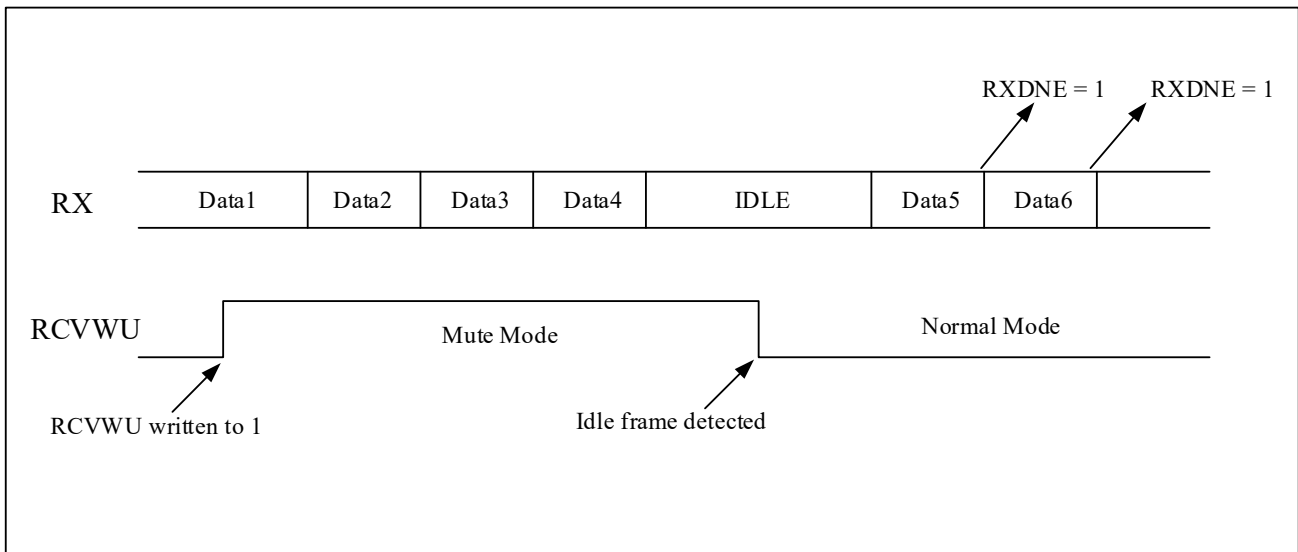 RXDNE = 1 RXDNE = 1
RX Data1 Data2 Data3 Data4 IDLE Data5 Data6
RCVWU Mute Mode Normal Mode
RCVWU written to 1 Idle frame detected